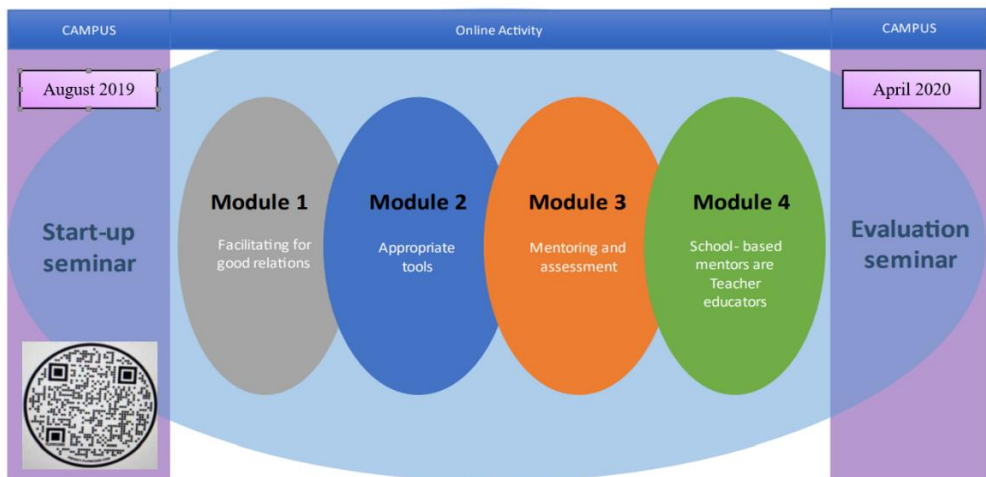 CAMPUS
Online Activity
CAMPUS
August 2019
April 2020
Start-up
seminar
Module 1
Facilitating for
good relations
Module 2
Appropriate
tools
Module 3
Mentoring and
assessment
Module 4
School- based
mentors are
Teacher
educators
Evaluation
seminar